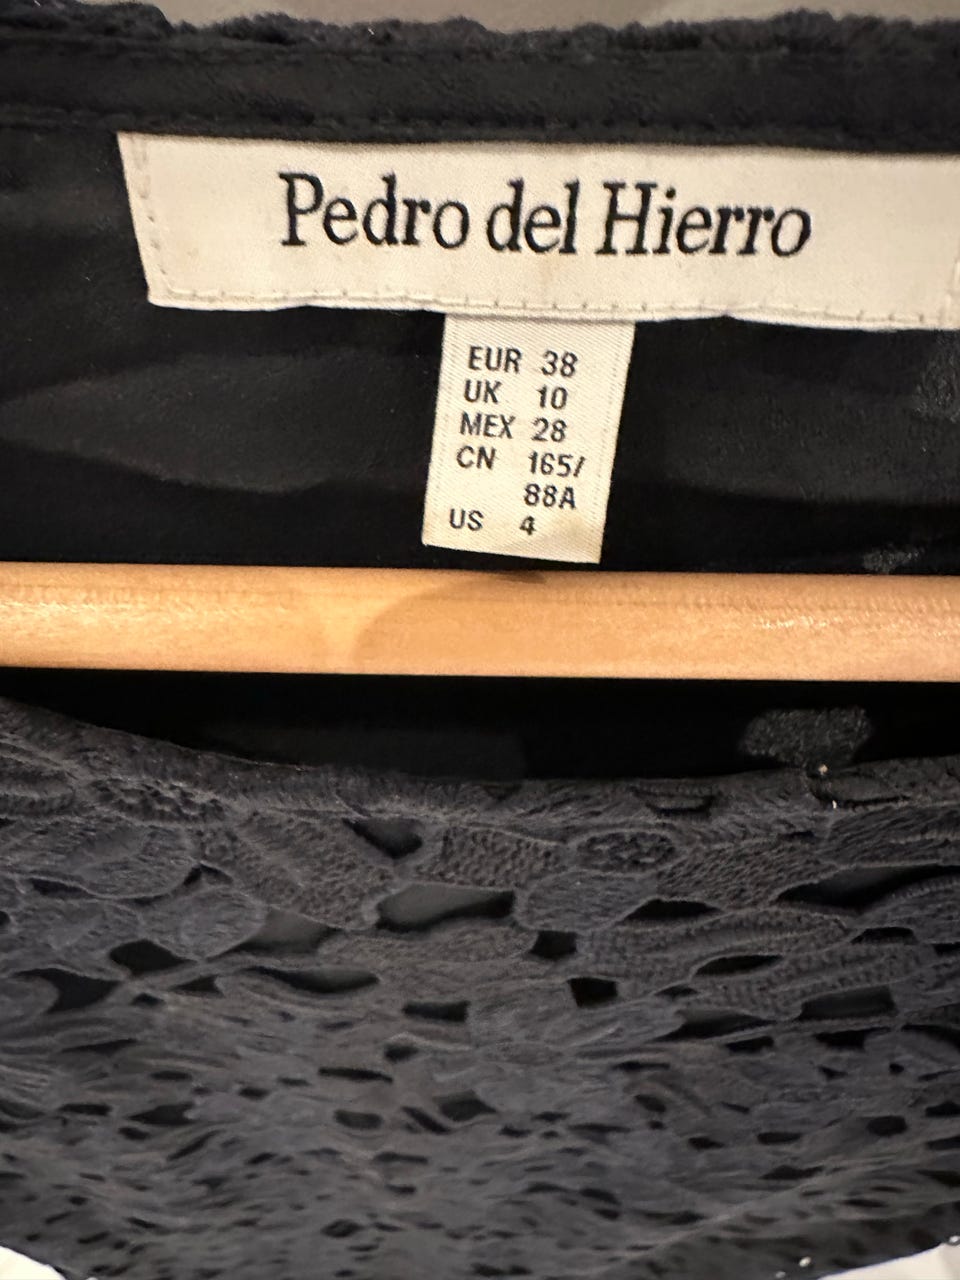 Pedro del Hierro
EUR 38
UK 10
MEX 28
CN 165/
88A
US 4